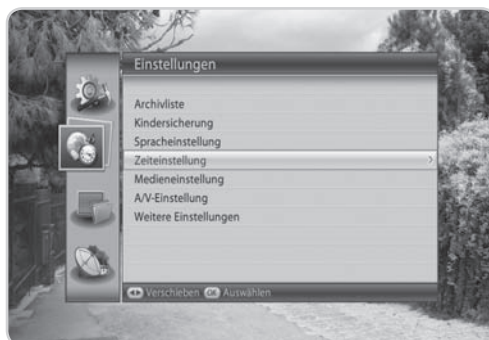 Einstellungen
Archivliste
Kindersicherung
Spracheinstellung
Zeiteinstellung
Medieneinstellung
A/V-Einstellung
Weitere Einstellungen
Verschieben OK Auswählen